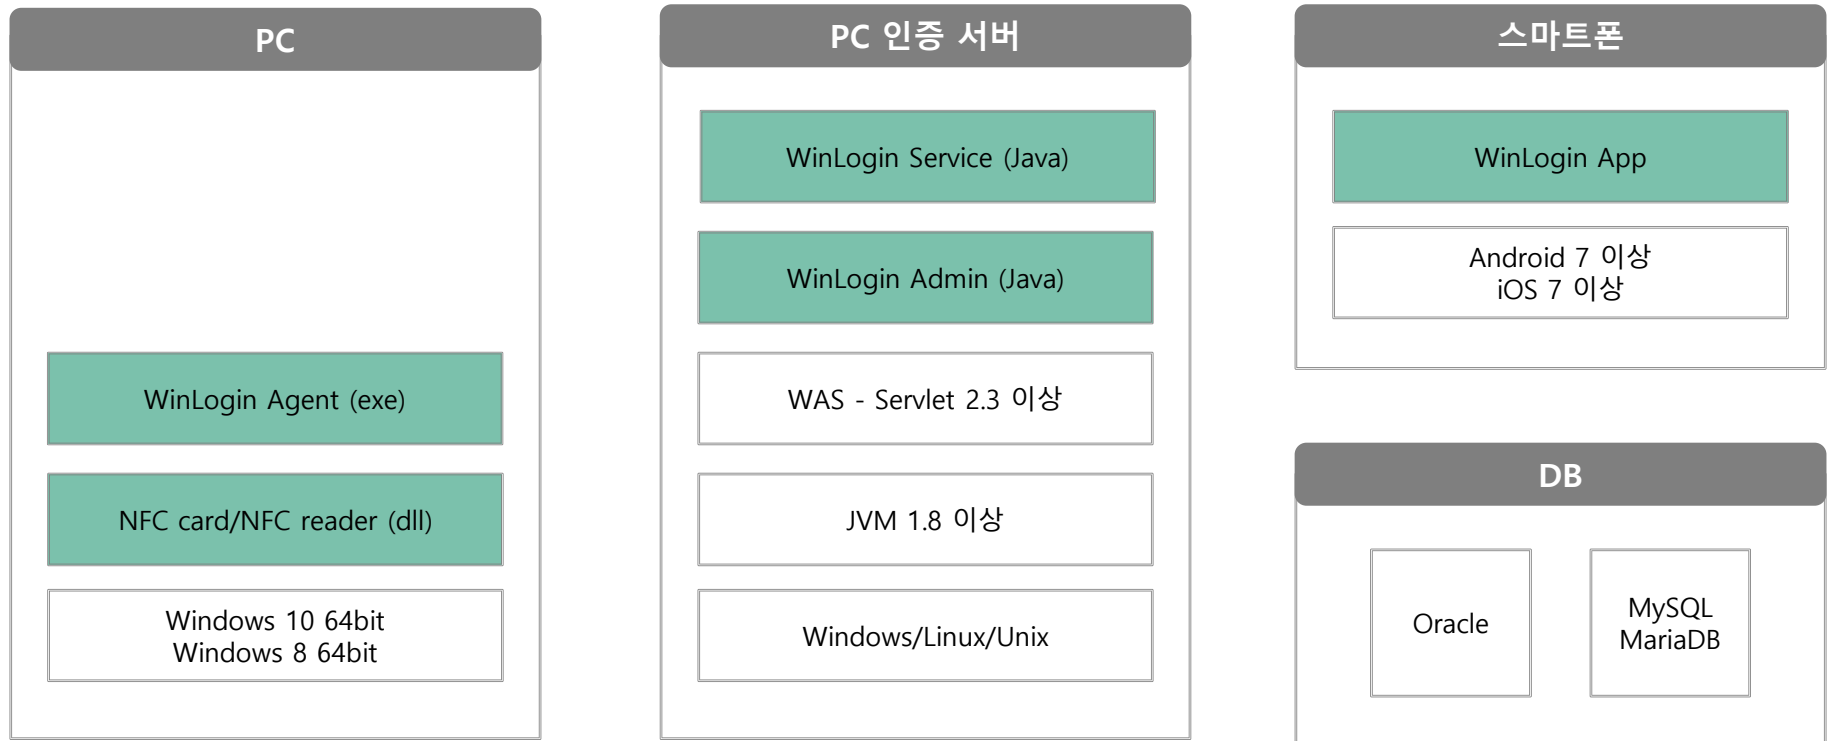 PC
WinLogin Agent (exe)
NFC card/NFC reader (dll)
Windows 10 64bit
Windows 8 64bit
PC 인증 서버
WinLogin Service (Java)
WinLogin Admin (Java)
WAS - Servlet 2.3 이상
JVM 1.8 이상
Windows/Linux/Unix
스마트폰
WinLogin App
Android 7 이상
iOS 7 이상
DB
Oracle
MySQL
MariaDB